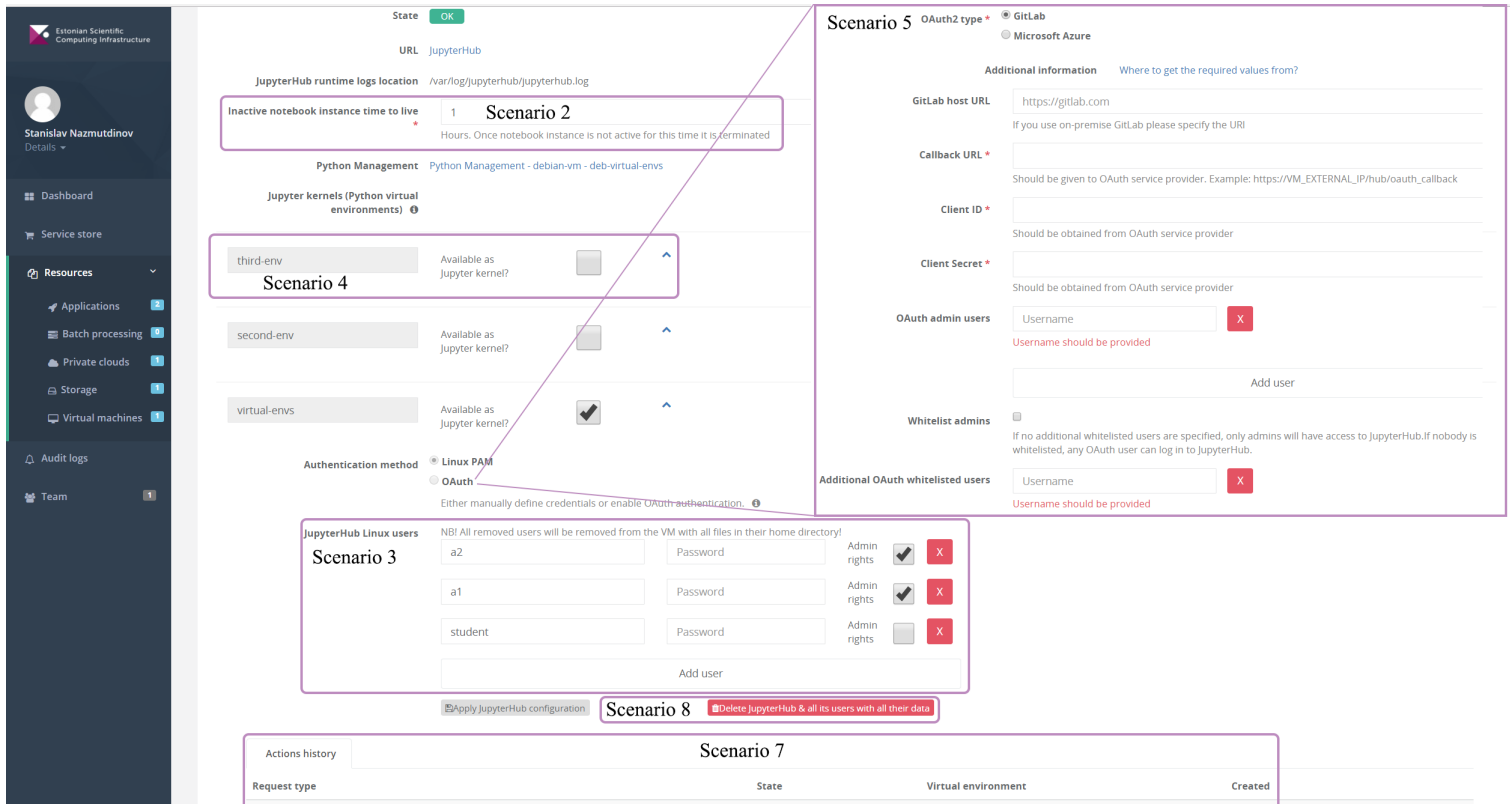 Estonian Scientific
Computing Infrastructure
Stanislav Nazmutdinov
Details
Dashboard
Service store
Resources
Applications 2
Batch processing 0
Private clouds 1
Storage 1
Virtual machines 1
Audit logs
Team 1
State OK
URL JupyterHub
JupyterHub runtime logs location /var/log/jupyterhub/jupyterhub.log
Inactive notebook instance time to live * 1 Scenario 2
Hours. Once notebook instance is not active for this time it is terminated
Python Management Python Management - debian-vm - deb-virtual-envs
Jupyter kernels (Python virtual
environments)
third-env Available as
Jupyter kernel?
Scenario 4
second-env Available as
Jupyter kernel?
virtual-envs Available as
Jupyter kernel?
Authentication method Linux PAM
OAuth
Either manually define credentials or enable OAuth authentication.
JupyterHub Linux users NB! All removed users will be removed from the VM with all files in their home directory!
Scenario 3
a2 Password Admin
rights X
a1 Password Admin
rights X
student Password Admin
rights X
Add user
Apply JupyterHub configuration Scenario 8 Delete JupyterHub & all its users with all their data
Actions history Scenario 7
Request type State Virtual environment Created
Scenario 5 OAuth2 type * GitLab
Microsoft Azure
Additional information Where to get the required values from?
GitLab host URL https://gitlab.com
If you use on-premise GitLab please specify the URI
Callback URL *
Should be given to OAuth service provider. Example: https://VM_EXTERNAL_IP/hub/oauth_callback
Client ID *
Should be obtained from OAuth service provider
Client Secret *
Should be obtained from OAuth service provider
OAuth admin users Username X
Username should be provided
Add user
Whitelist admins
If no additional whitelisted users are specified, only admins will have access to JupyterHub.If nobody is
whitelisted, any OAuth user can log in to JupyterHub.
Additional OAuth whitelisted users Username X
Username should be provided